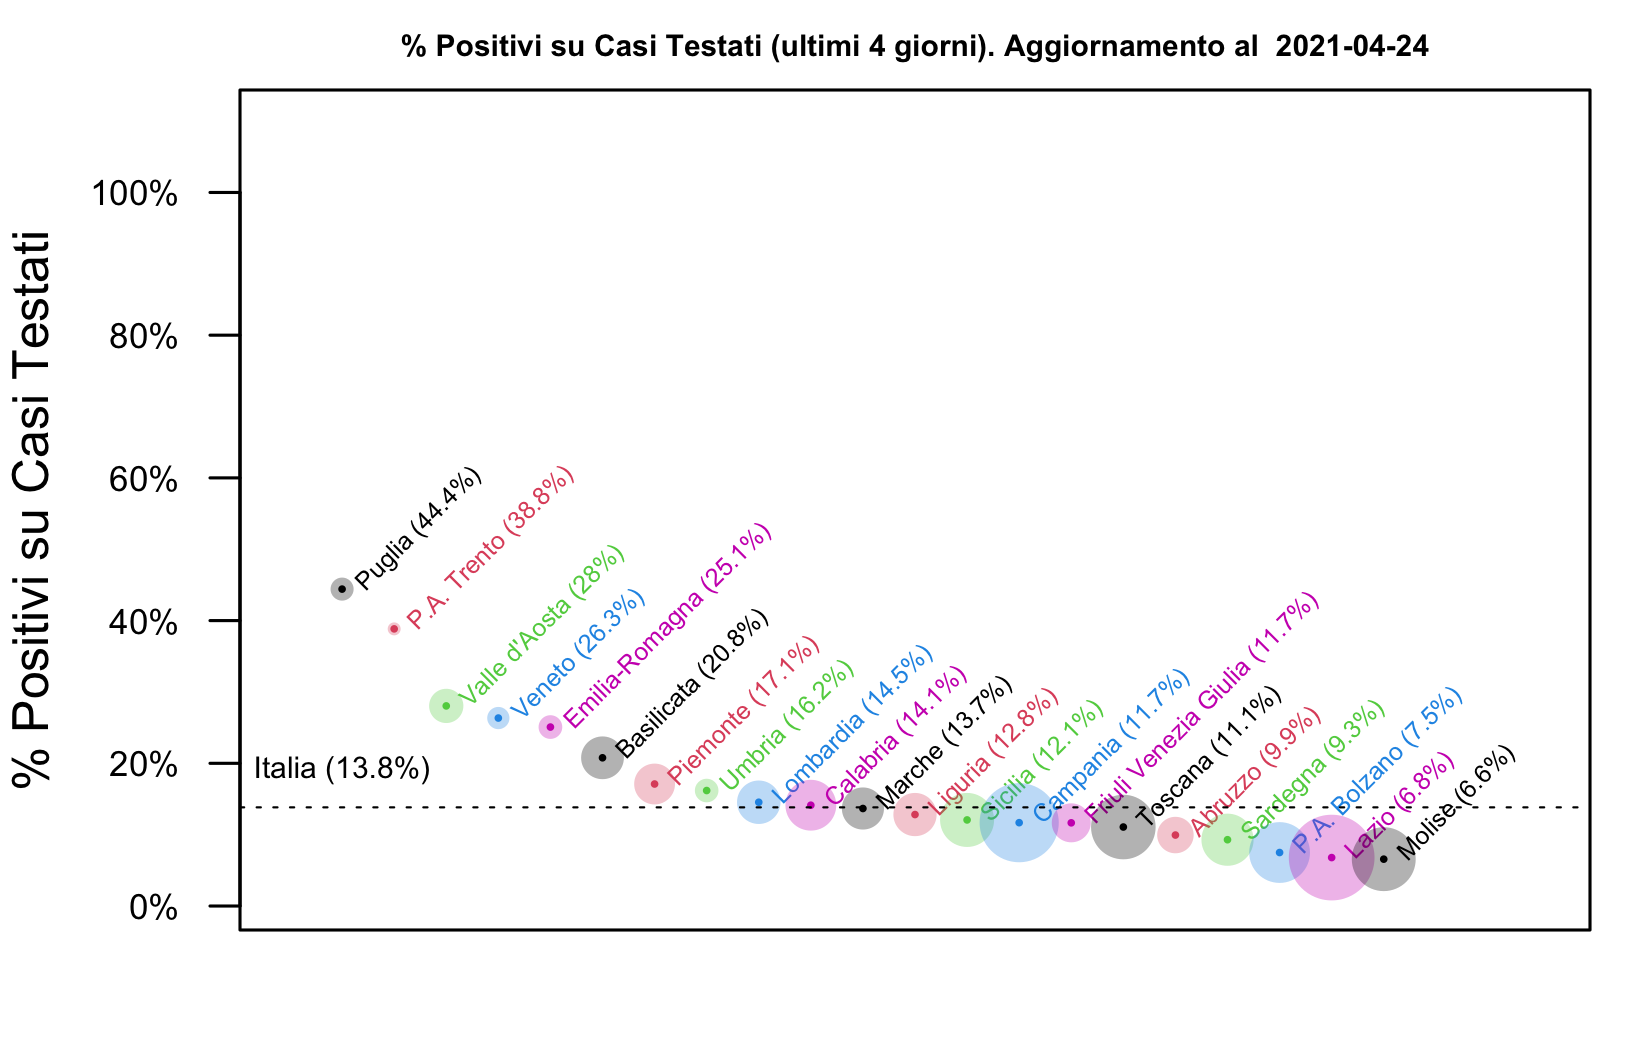 % Positivi su Casi Testati (ultimi 4 giorni). Aggiornamento al  2021-04-24
% Positivi su Casi Testati
100%
80%
60%
40%
20%
0%
Italia (13.8%)
Puglia (44.4%)
P.A. Trento (38.8%)
Valle d'Aosta (28%)
Veneto (26.3%)
Emilia-Romagna (25.1%)
Basilicata (20.8%)
Piemonte (17.1%)
Umbria (16.2%)
Lombardia (14.5%)
Calabria (14.1%)
Marche (13.7%)
Liguria (12.8%)
Sicilia (12.1%)
Campania (11.7%)
Friuli Venezia Giulia (11.7%)
Toscana (11.1%)
Abruzzo (9.9%)
Sardegna (9.3%)
P.A. Bolzano (7.5%)
Lazio (6.8%)
Molise (6.6%)